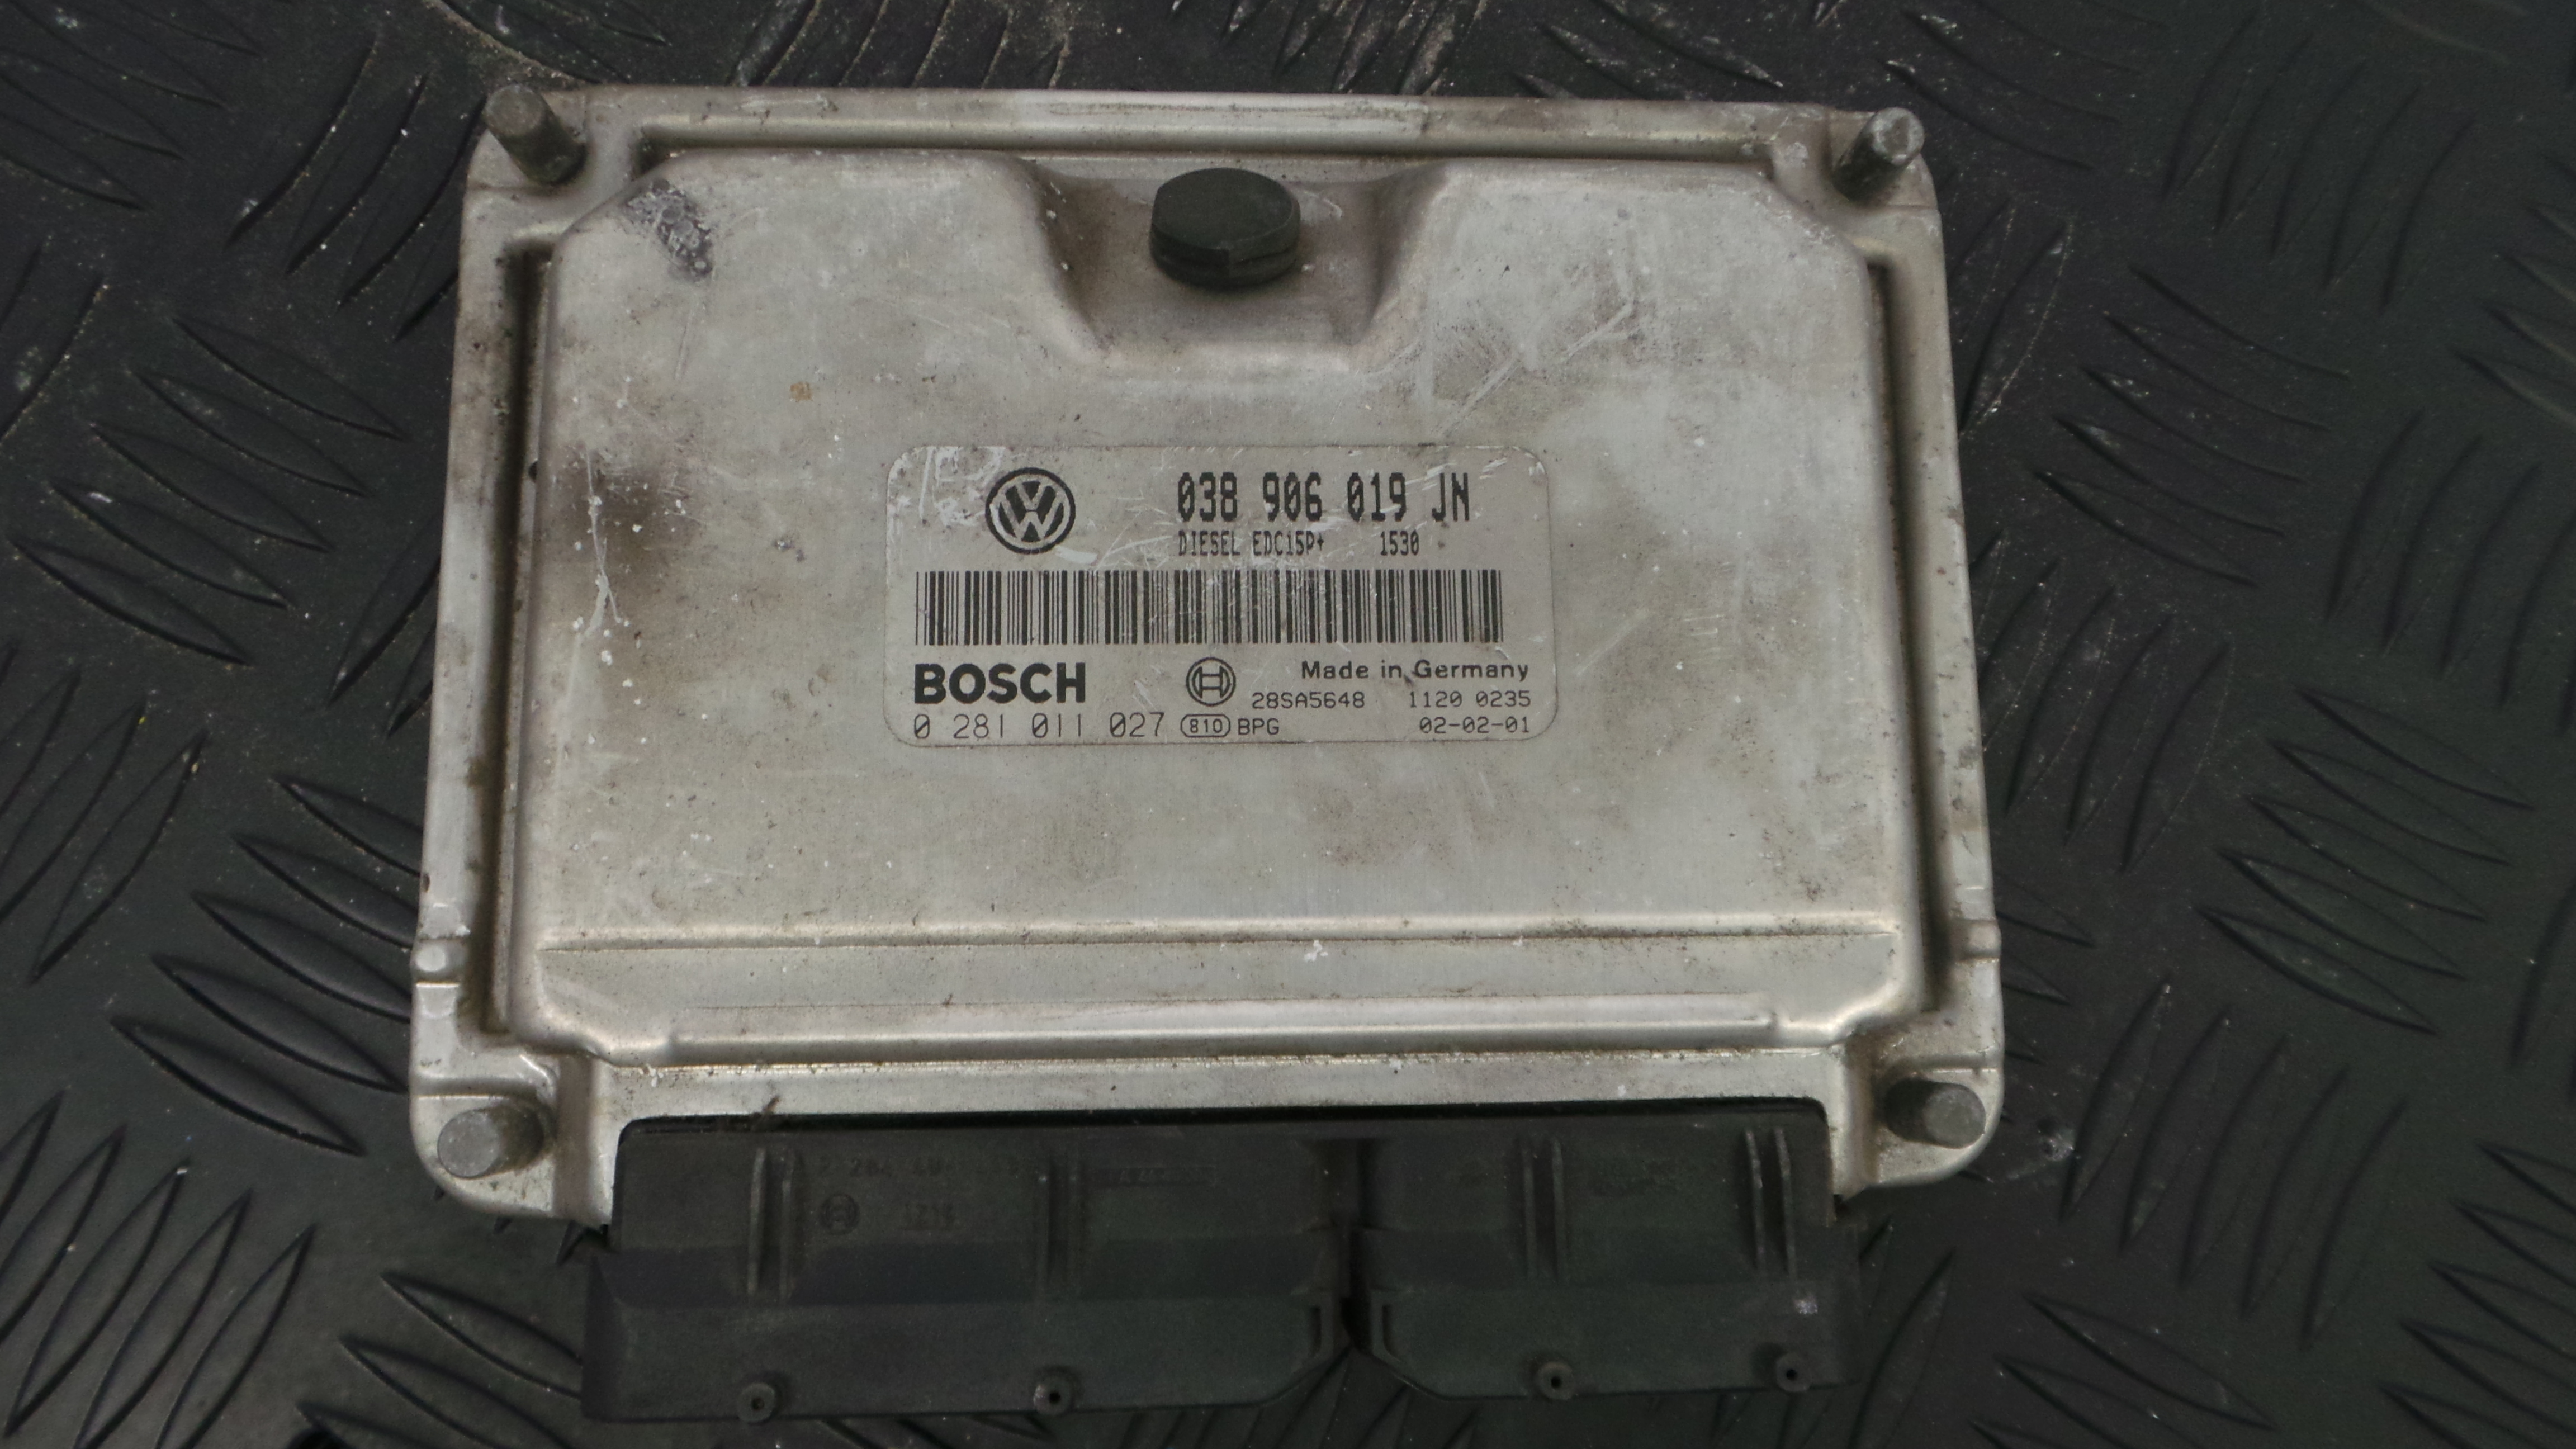 038 906 019 JN
DIESEL EDC15P+ 1530
BOSCH
Made in Germany
28SA5648 1120 0235
0 281 011 027 810 BPG 02-02-01